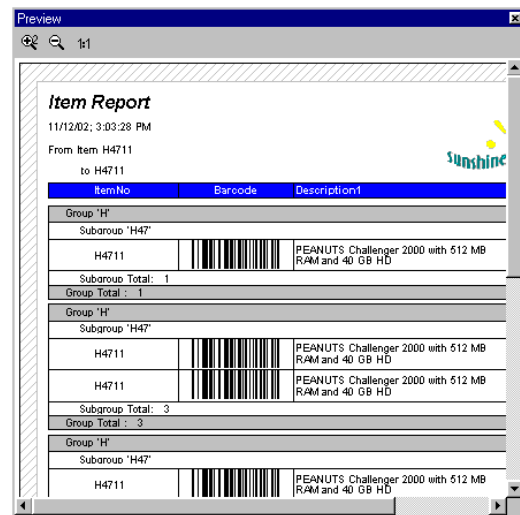 Preview
1:1
Item Report
11/12/02; 3:03:28 PM
From Item H4711
to H4711
sunshine
ItemNo Barcode Description1
Group 'H'
Subgroup 'H47'
H4711 PEANUTS Challenger 2000 with 512 MB
RAM and 40 GB HD
Subgroup Total: 1
Group Total : 1
Group 'H'
Subgroup 'H47'
H4711 PEANUTS Challenger 2000 with 512 MB
RAM and 40 GB HD
H4711 PEANUTS Challenger 2000 with 512 MB
RAM and 40 GB HD
Subgroup Total: 3
Group Total : 3
Group 'H'
Subgroup 'H47'
H4711 PEANUTS Challenger 2000 with 512 MB
RAM and 40 GB HD